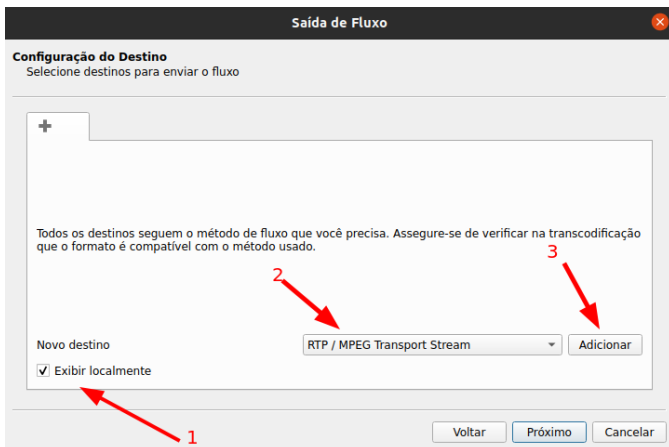 Saída de Fluxo
Configuração do Destino
Selecione destinos para enviar o fluxo
Todos os destinos seguem o método de fluxo que você precisa. Assegure-se de verificar na transcodificação
que o formato é compatível com o método usado.
3
2
Novo destino RTP / MPEG Transport Stream Adicionar
Exibir localmente
1
Voltar Próximo Cancelar